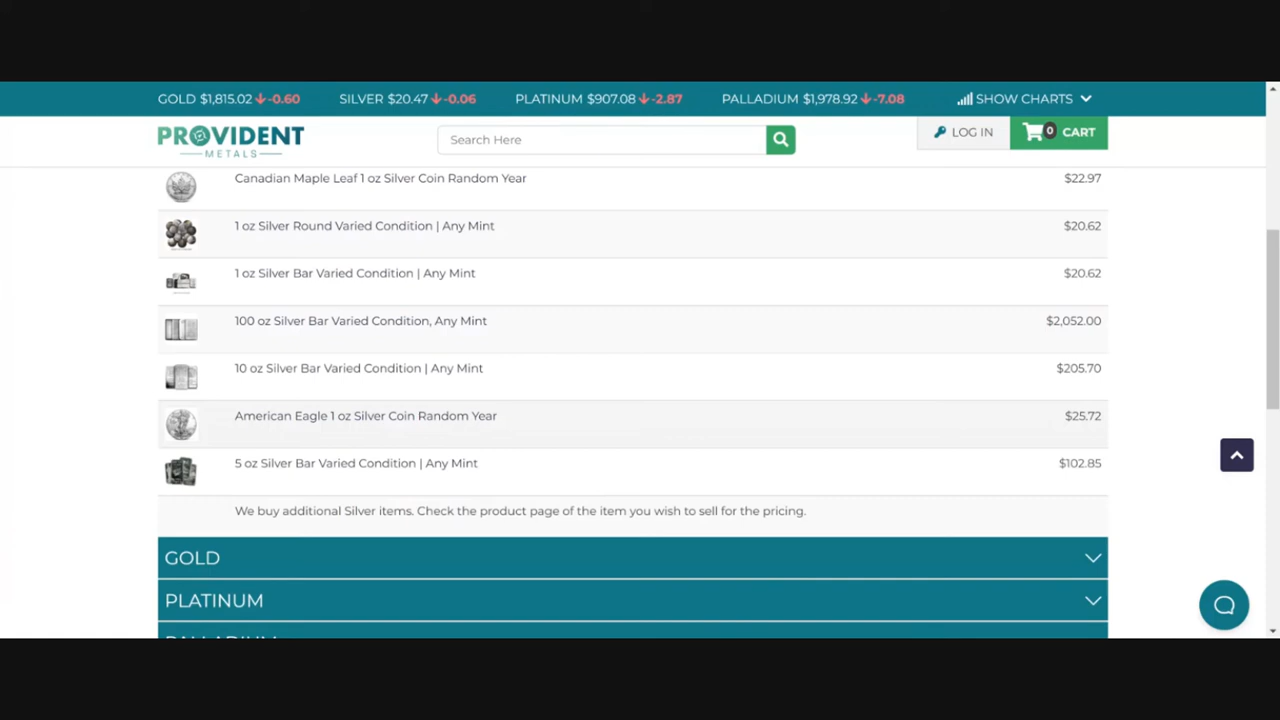 GOLD $1,815.02 -0.60 SILVER $20.47 -0.06 PLATINUM $907.08 -2.87 PALLADIUM $1,978.92 -7.08 SHOW CHARTS
PROVIDENT
METALS
Search Here
LOG IN
0 CART
Canadian Maple Leaf 1 oz Silver Coin Random Year $22.97
1 oz Silver Round Varied Condition | Any Mint $20.62
1 oz Silver Bar Varied Condition | Any Mint $20.62
100 oz Silver Bar Varied Condition, Any Mint $2,052.00
10 oz Silver Bar Varied Condition | Any Mint $205.70
American Eagle 1 oz Silver Coin Random Year $25.72
5 oz Silver Bar Varied Condition | Any Mint $102.85
We buy additional Silver items. Check the product page of the item you wish to sell for the pricing.
GOLD
PLATINUM
PALLADIUM